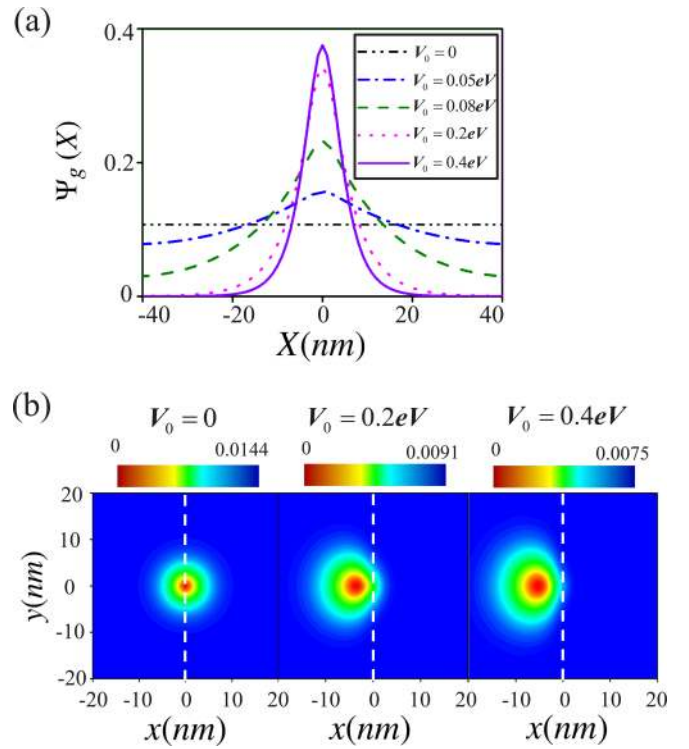 (a)
0.4
0.2
0
Ψg (X)
V0 = 0
V0 = 0.05eV
V0 = 0.08eV
V0 = 0.2eV
V0 = 0.4eV
-40 -20 0 20 40
X(nm)
(b)
V0 = 0 V0 = 0.2eV V0 = 0.4eV
0 0.0144 0 0.0091 0 0.0075
20
10
0
-10
-20
y(nm)
-20 -10 0 10 20 -10 0 10 20 -10 0 10 20
x(nm) x(nm) x(nm)